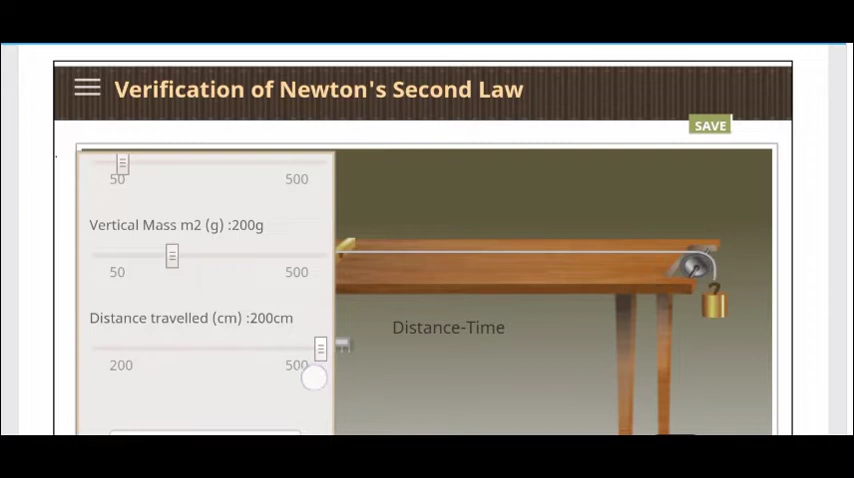 Verification of Newton's Second Law
SAVE
50 500
Vertical Mass m2 (g) :200g
50 500
Distance travelled (cm) :200cm
Distance-Time
200 500